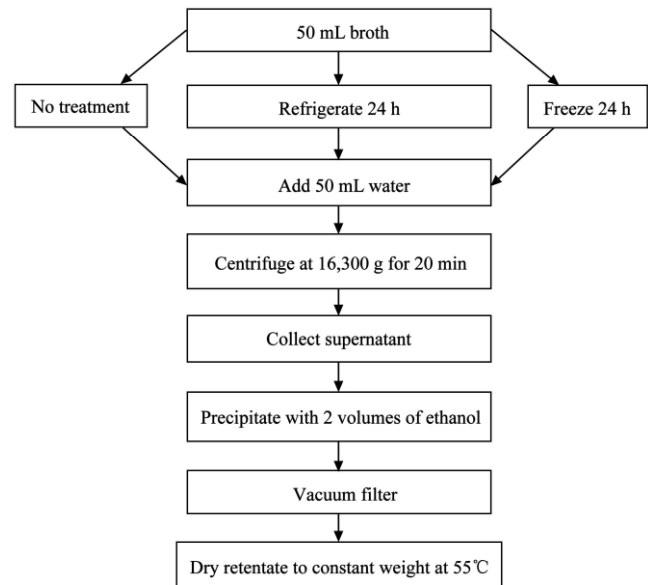 50 mL broth
No treatment
Refrigerate 24 h
Freeze 24 h
Add 50 mL water
Centrifuge at 16,300 g for 20 min
Collect supernatant
Precipitate with 2 volumes of ethanol
Vacuum filter
Dry retentate to constant weight at 55℃